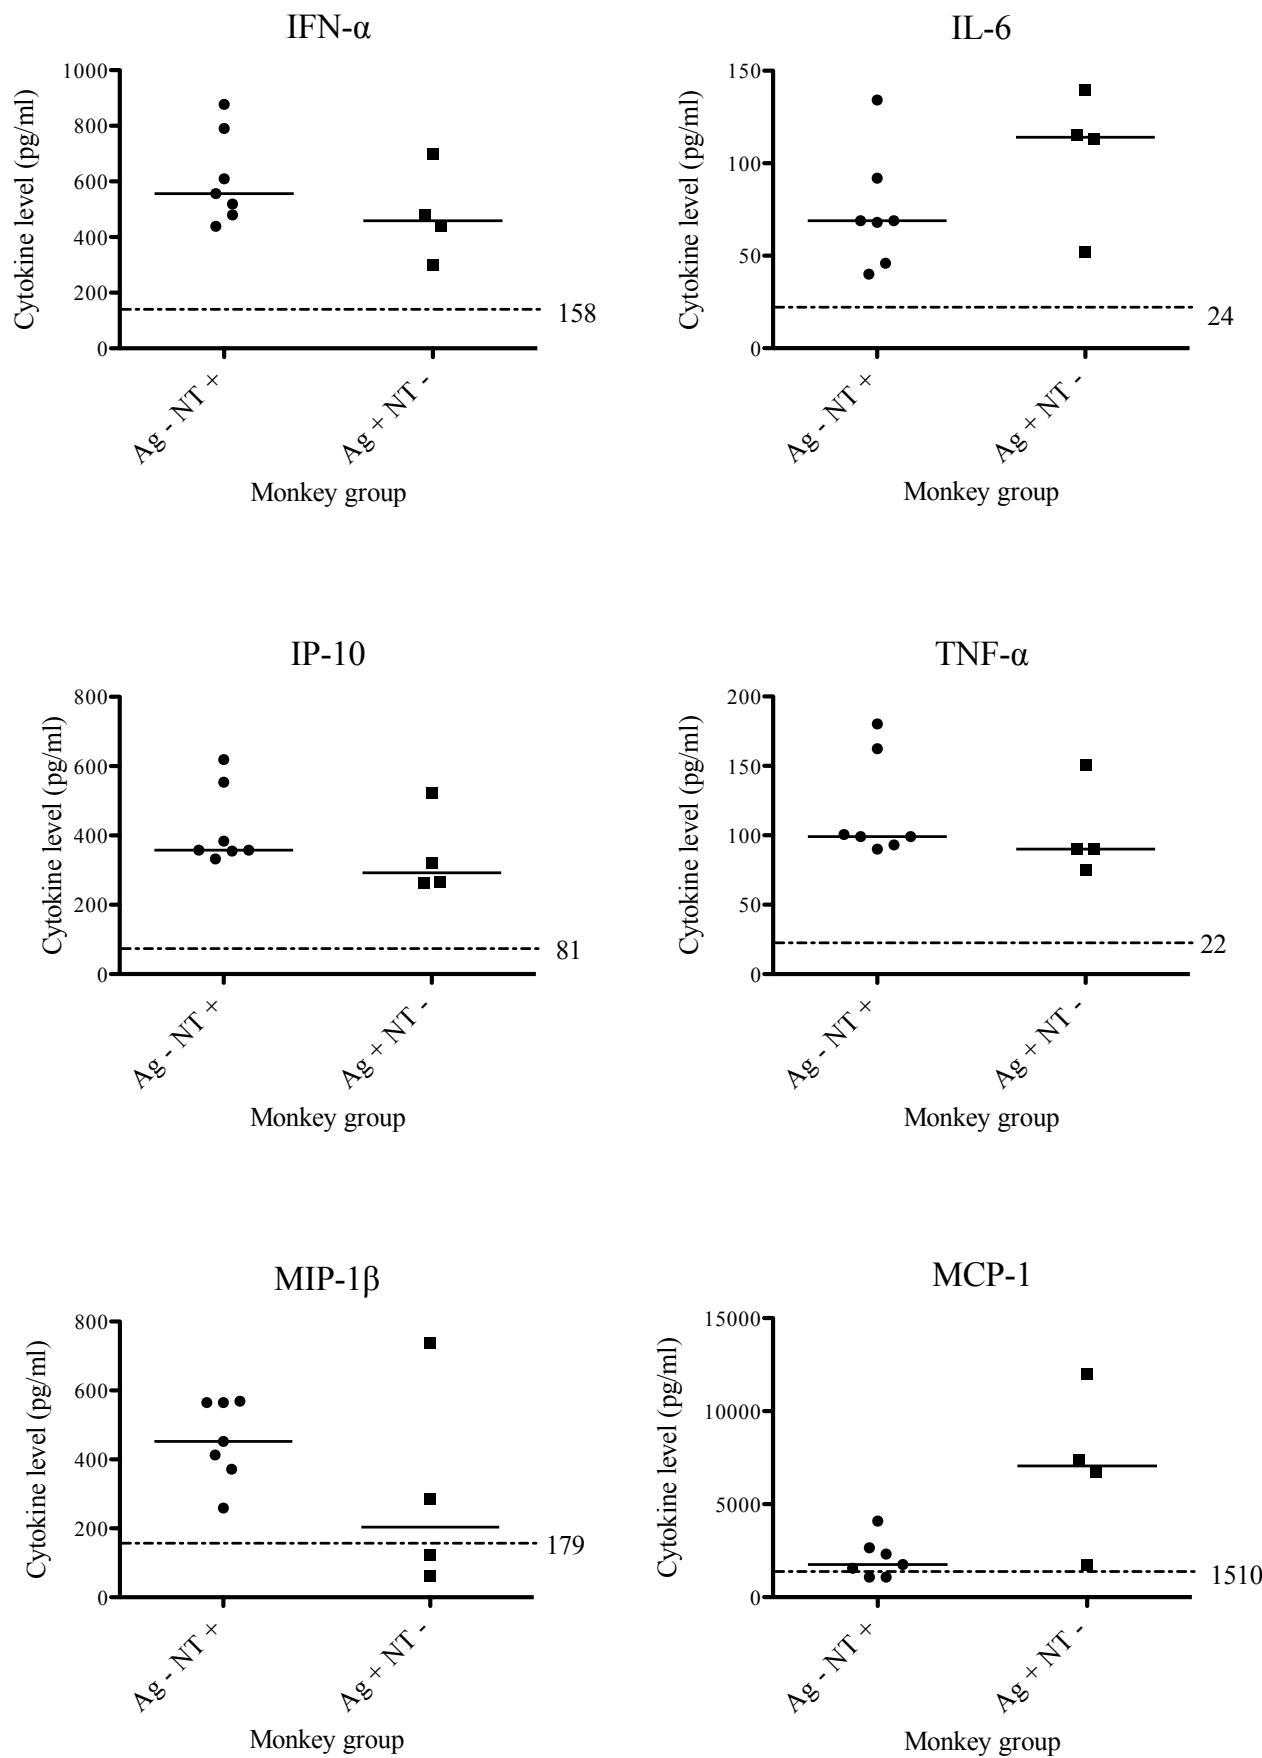 IFN-α
Cytokine level (pg/ml)
1000
800
600
400
200
0
158
Ag - NT +
Ag + NT -
Monkey group
IL-6
Cytokine level (pg/ml)
150
100
50
0
24
Ag - NT +
Ag + NT -
Monkey group
IP-10
Cytokine level (pg/ml)
800
600
400
200
0
81
Ag - NT +
Ag + NT -
Monkey group
TNF-α
Cytokine level (pg/ml)
200
150
100
50
0
22
Ag - NT +
Ag + NT -
Monkey group
MIP-1β
Cytokine level (pg/ml)
800
600
400
200
0
179
Ag - NT +
Ag + NT -
Monkey group
MCP-1
Cytokine level (pg/ml)
15000
10000
5000
0
1510
Ag - NT +
Ag + NT -
Monkey group